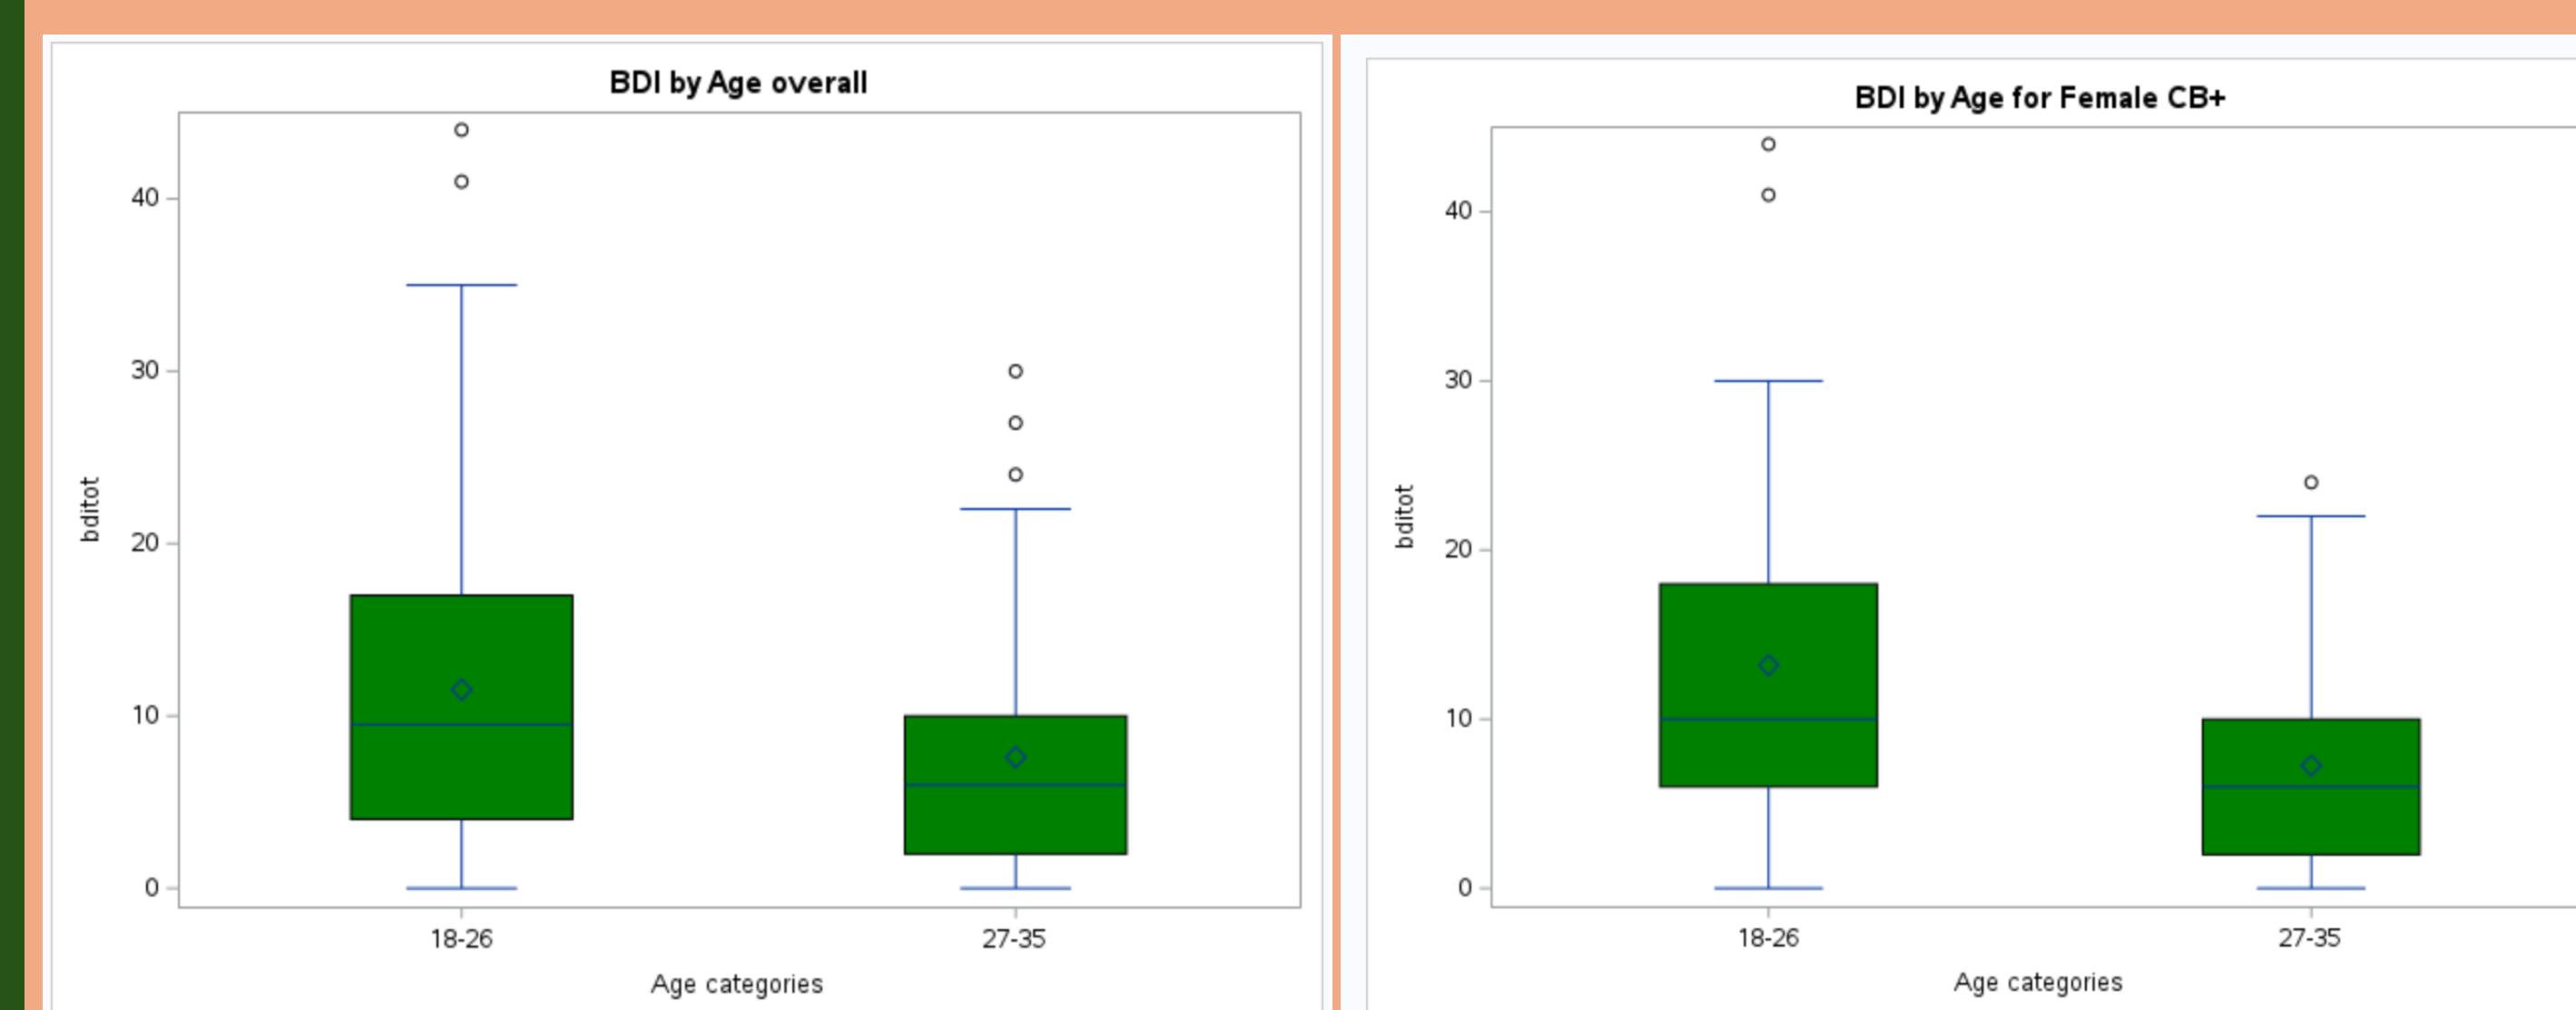 BDI by Age overall
40
30
20
10
0
bditot
18-26
27-35
Age categories
BDI by Age for Female CB+
40
30
20
10
0
bditot
18-26
27-35
Age categories